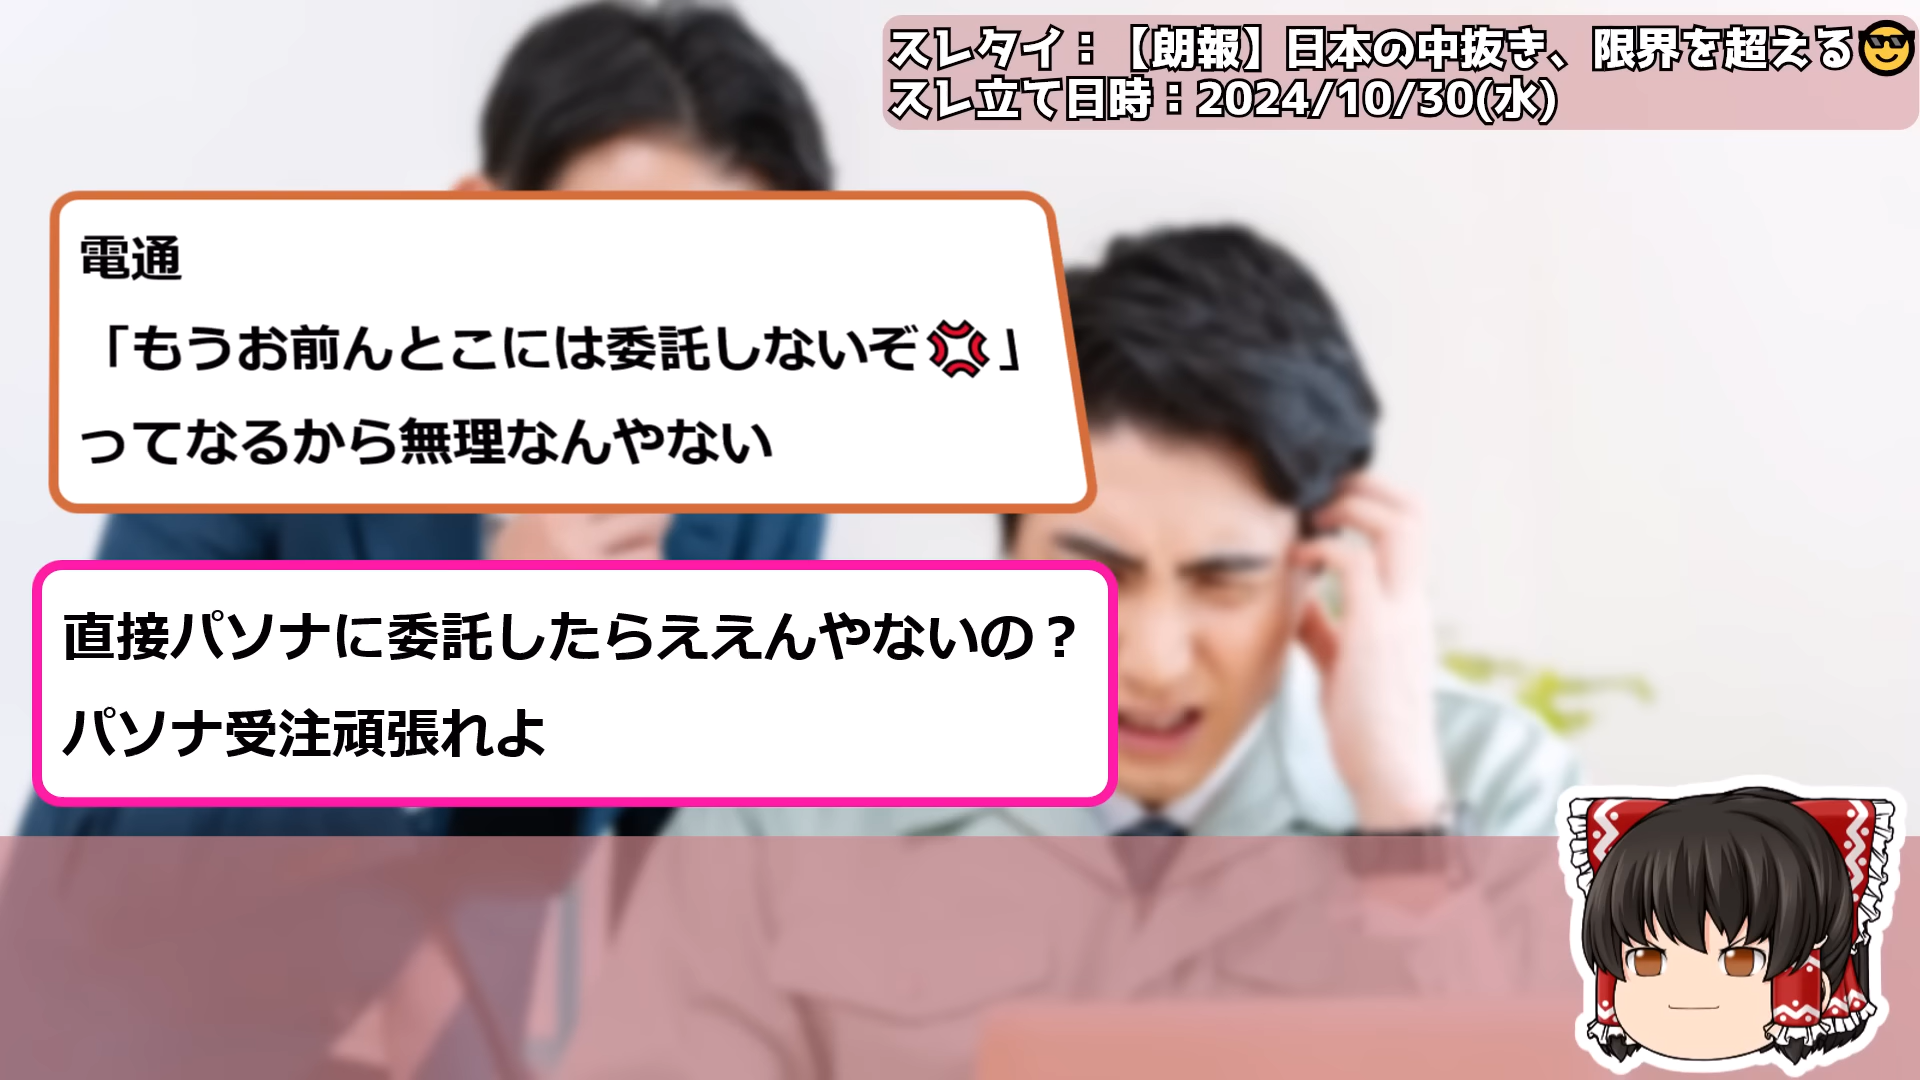 スレタイ：【朗報】日本の中抜き、限界を超える😎
スレ立て日時：2024/10/30(水)
電通
「もうお前んとこには委託しないぞ💢」
ってなるから無理なんやない
直接パソナに委託したらええんやないの？
パソナ受注頑張れよ